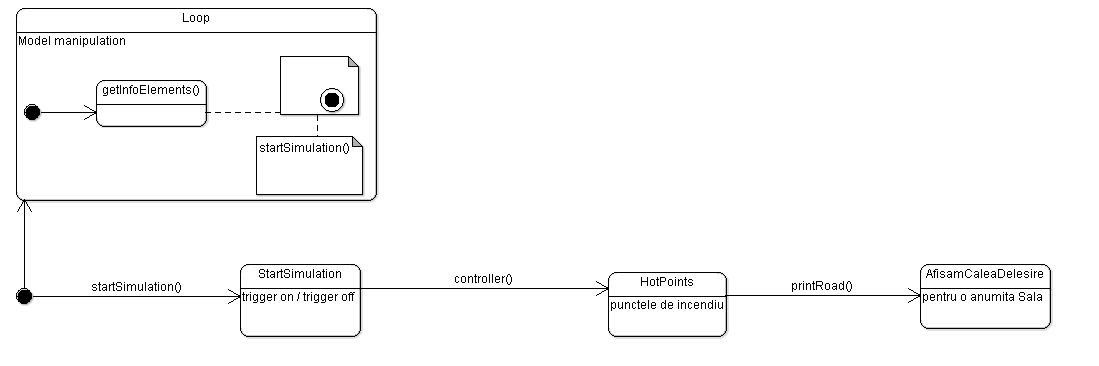 Loop
Model manipulation
getInfoElements()
startSimulation()
startSimulation()
StartSimulation
trigger on / trigger off
controller()
HotPoints
punctele de incendiu
printRoad()
AfisamCaleaDelesire
pentru o anumita Sala